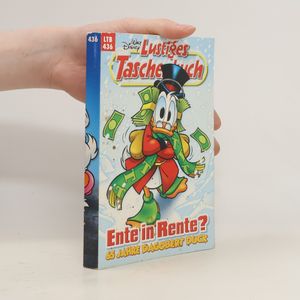 436
LTB
436
Walt Disney
Lustiges
Taschenbuch
Ente in Rente?
65 JAHRE DAGOBERT DUCK